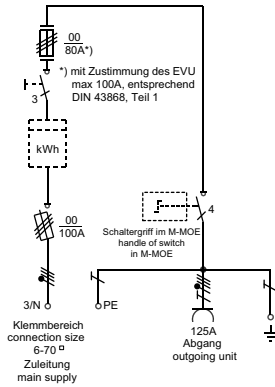 00
80A*)
*) mit Zustimmung des EVU
max 100A, entsprechend
DIN 43868, Teil 1
3
kWh
00
100A
4
Schaltergriff im M-MOE
handle of switch
in M-MOE
3/N
PE
Klemmbereich
connection size
6-70 ¤
Zuleitung
main supply
125A
Abgang
outgoing unit